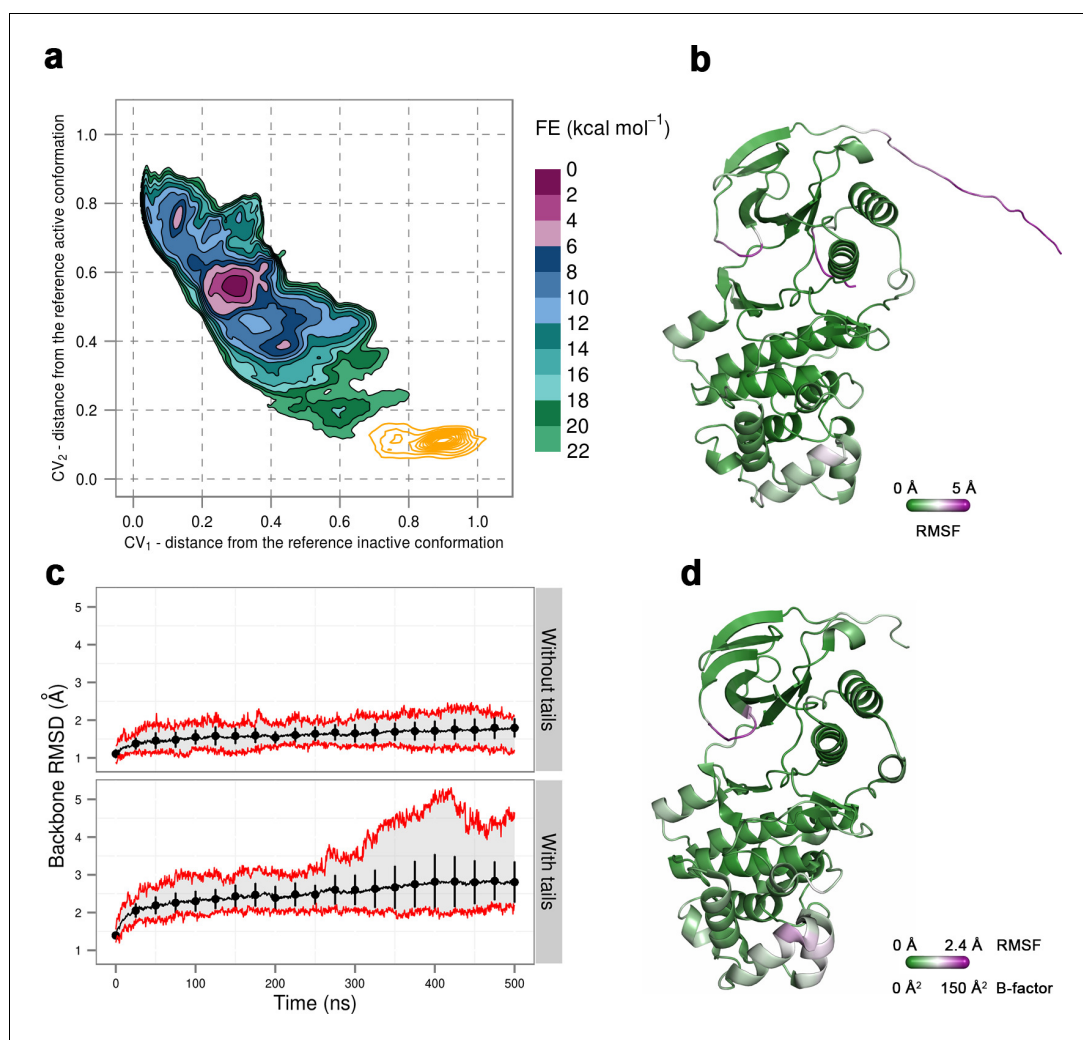 a
CV₂ - distance from the reference active conformation
1.0
0.8
0.6
0.4
0.2
0.0
0.0 0.2 0.4 0.6 0.8 1.0
CV₁ - distance from the reference inactive conformation
FE (kcal mol⁻¹)
0
2
4
6
8
10
12
14
16
18
20
22
b
0 Å 5 Å
RMSF
c
Backbone RMSD (Å)
5
4
3
2
1
Without tails
5
4
3
2
1
With tails
0 100 200 300 400 500
Time (ns)
d
0 Å 2.4 Å RMSF
0 Å² 150 Å² B-factor